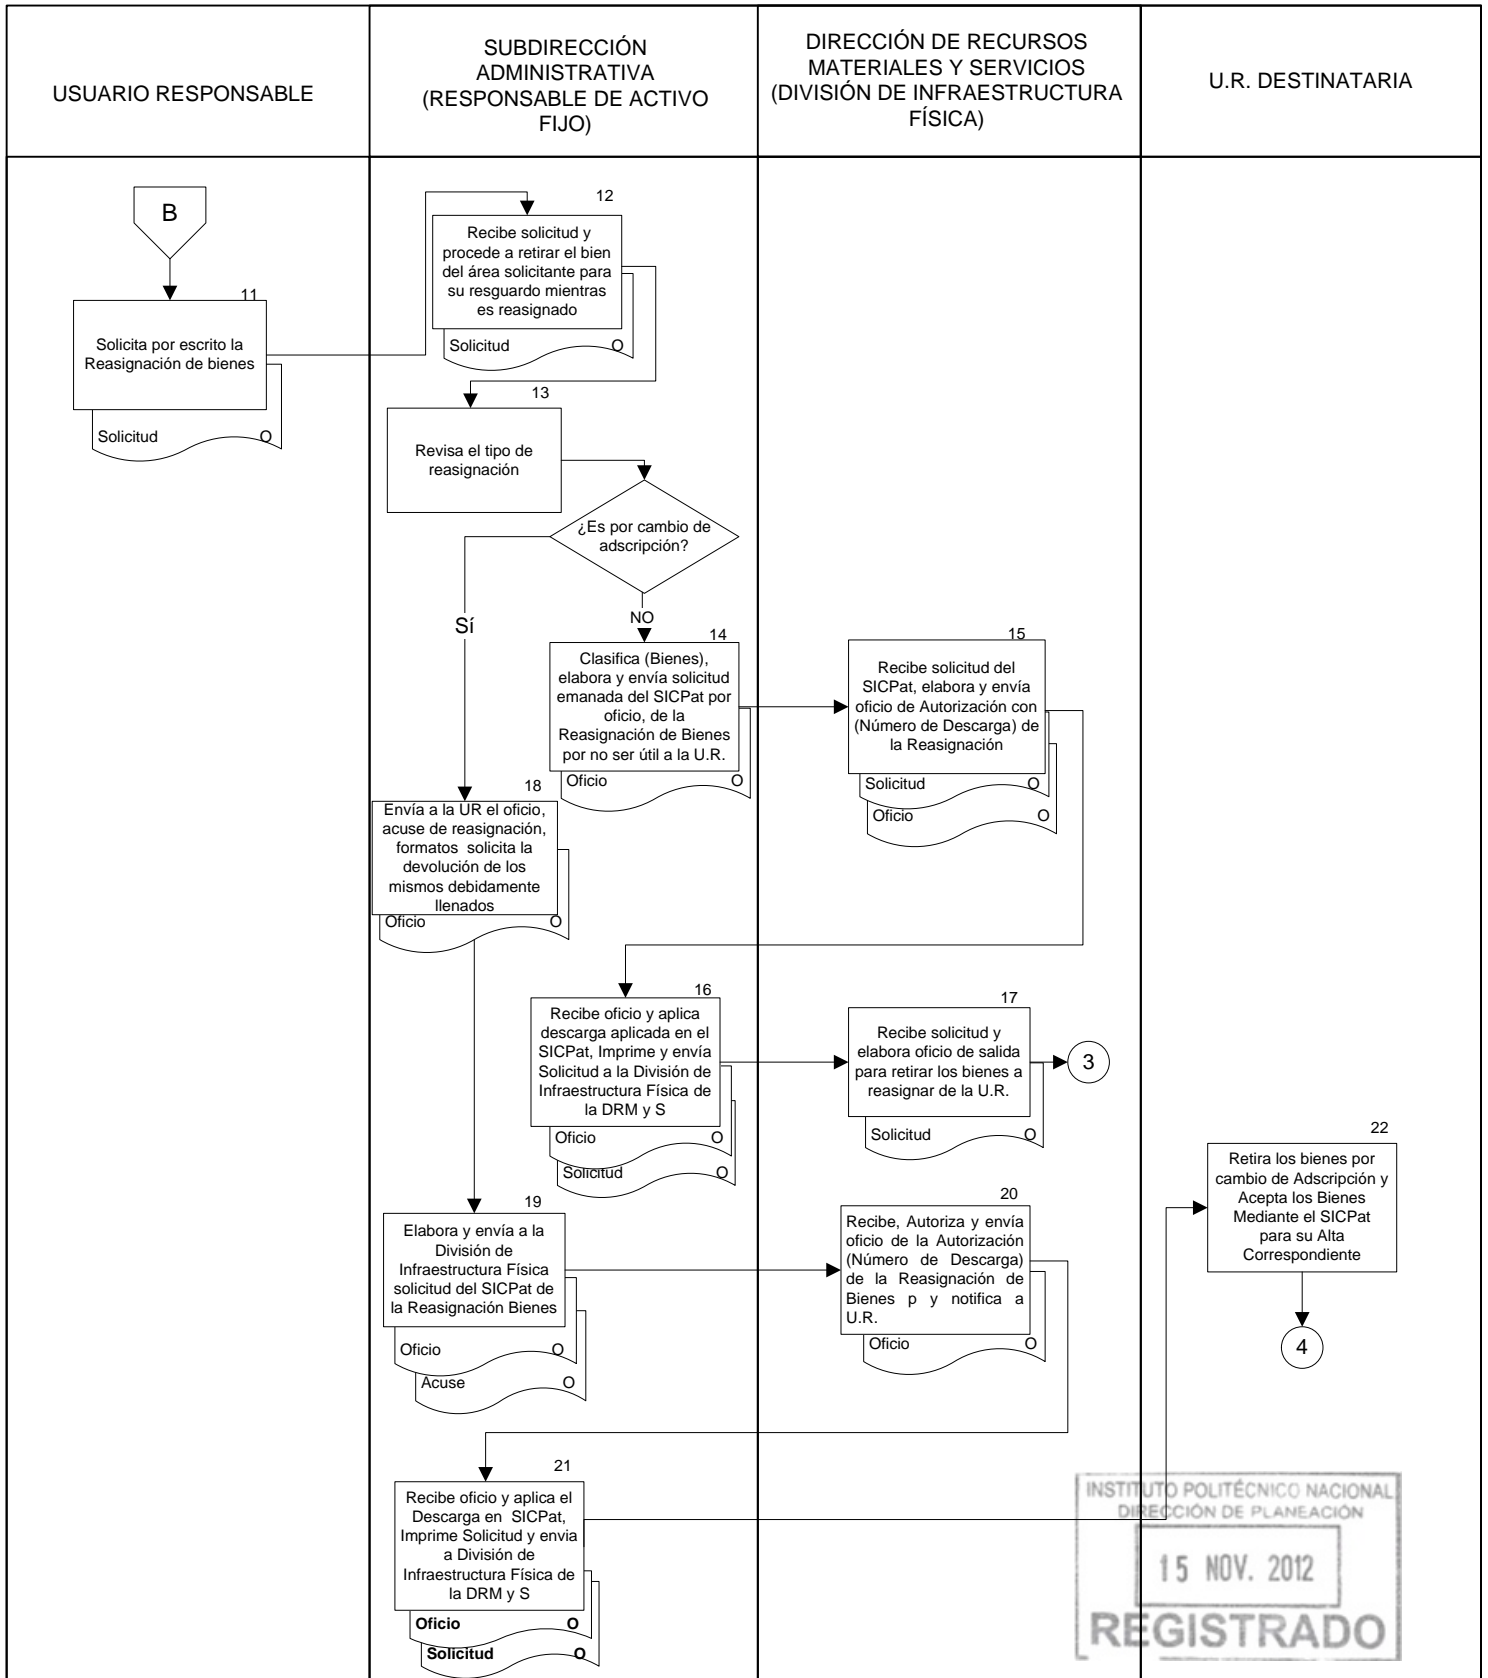 USUARIO RESPONSABLE
SUBDIRECCIÓN
ADMINISTRATIVA
(RESPONSABLE DE ACTIVO
FIJO)
DIRECCIÓN DE RECURSOS
MATERIALES Y SERVICIOS
(DIVISIÓN DE INFRAESTRUCTURA
FÍSICA)
U.R. DESTINATARIA
B
11
Solicita por escrito la
Reasignación de bienes
Solicitud O
12
Recibe solicitud y
procede a retirar el bien
del área solicitante para
su resguardo mientras
es reasignado
Solicitud O
13
Revisa el tipo de
reasignación
¿Es por cambio de
adscripción?
Sí
NO
14
Clasifica (Bienes),
elabora y envía solicitud
emanada del SICPat por
oficio, de la
Reasignación de Bienes
por no ser útil a la U.R.
Oficio O
15
Recibe solicitud del
SICPat, elabora y envía
oficio de Autorización con
(Número de Descarga) de
la Reasignación
Solicitud O
Oficio O
18
Envía a la UR el oficio,
acuse de reasignación,
formatos solicita la
devolución de los
mismos debidamente
llenados
Oficio O
16
Recibe oficio y aplica
descarga aplicada en el
SICPat, Imprime y envía
Solicitud a la División de
Infraestructura Física de
la DRM y S
Oficio O
Solicitud O
17
Recibe solicitud y
elabora oficio de salida
para retirar los bienes a
reasignar de la U.R.
Solicitud O
3
19
Elabora y envía a la
División de
Infraestructura Física
solicitud del SICPat de
la Reasignación Bienes
Oficio O
Acuse O
20
Recibe, Autoriza y envía
oficio de la Autorización
(Número de Descarga)
de la Reasignación de
Bienes p y notifica a
U.R.
Oficio O
22
Retira los bienes por
cambio de Adscripción y
Acepta los Bienes
Mediante el SICPat
para su Alta
Correspondiente
4
21
Recibe oficio y aplica el
Descarga en SICPat,
Imprime Solicitud y envia
a División de
Infraestructura Física de
la DRM y S
Oficio O
Solicitud O
INSTITUTO POLITÉCNICO NACIONAL
DIRECCIÓN DE PLANEACIÓN
15 NOV. 2012
REGISTRADO